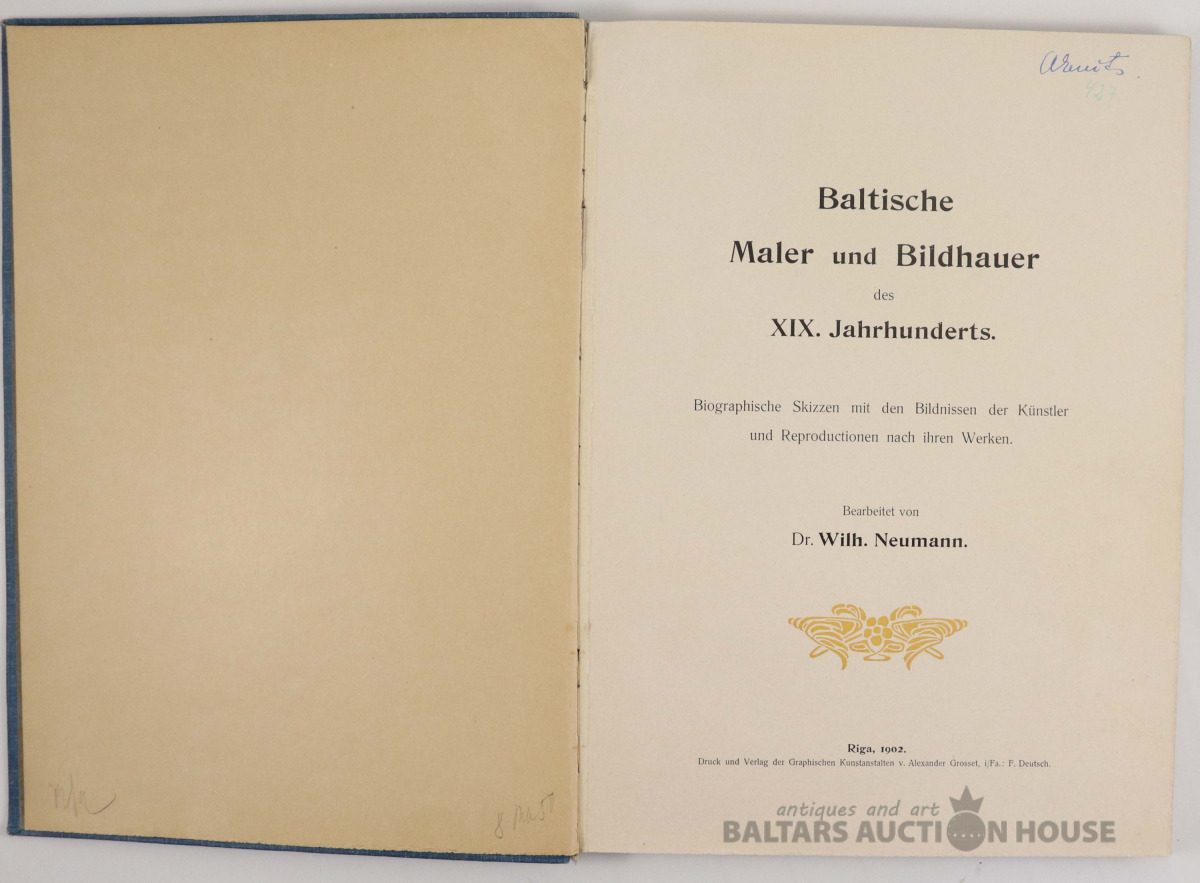 427
Baltische
Maler und Bildhauer
des
XIX. Jahrhunderts.
Biographische Skizzen mit den Bildnissen der Künstler
und Reproductionen nach ihren Werken.
Bearbeitet von
Dr. Wilh. Neumann.
Riga, 1902.
Druck und Verlag der Graphischen Kunstanstalten v. Alexander Grosset, i/Fa.: F. Deutsch.
antiques and art
BALTARS AUCTION HOUSE